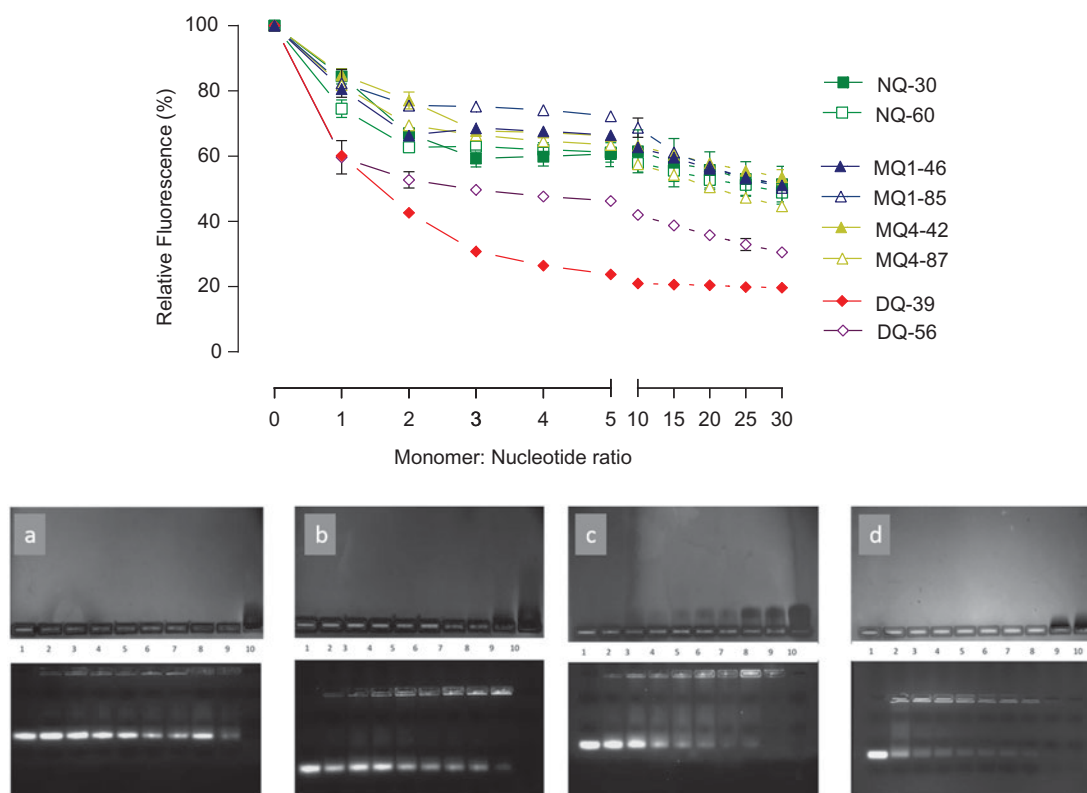 Relative Fluorescence (%)
100
80
60
40
20
0
0 1 2 3 4 5 10 15 20 25 30
Monomer: Nucleotide ratio
NQ-30
NQ-60
MQ1-46
MQ1-85
MQ4-42
MQ4-87
DQ-39
DQ-56
a
1 2 3 4 5 6 7 8 9 10
b
1 2 3 4 5 6 7 8 9 10
c
1 2 3 4 5 6 7 8 9 10
d
1 2 3 4 5 6 7 8 9 10